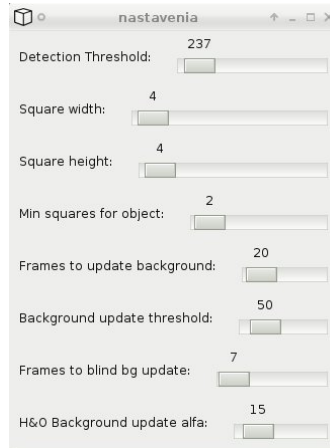 nastavenia
237
Detection Threshold:
4
Square width:
4
Square height:
2
Min squares for object:
20
Frames to update background:
50
Background update threshold:
7
Frames to blind bg update:
15
H&O Background update alfa: